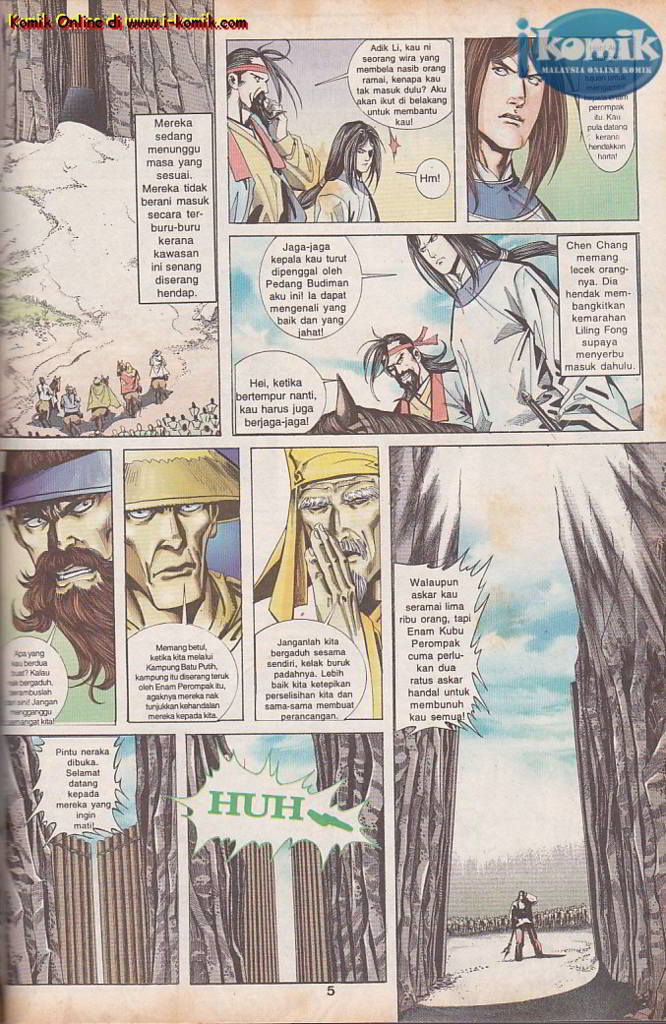 Komik Online di www.i-komik.com
ikomik
MALAYSIA ONLINE KOMIK
Mereka
sedang
menunggu
masa yang
sesuai.
Mereka tidak
berani masuk
secara ter-
buru-buru
kerana
kawasan
ini senang
diserang
hendap.
Adik Li, kau ni
seorang wira yang
membela nasib orang
ramai, kenapa kau
tak masuk dulu? Aku
akan ikut di belakang
untuk membantu
kau!
Hm!
perompak
itu. Kau
pula datang
kerana
hendakkan
harta!
Jaga-jaga
kepala kau turut
dipenggal oleh
Pedang Budiman
aku ini! Ia dapat
mengenali yang
baik dan yang
jahat!
Chen Chang
memang
lecek orang-
nya. Dia
hendak mem-
bangkitkan
kemarahan
Liling Fong
supaya
menyerbu
masuk dahulu.
Hei, ketika
bertempur nanti,
kau harus juga
berjaga-jaga!
Apa yang
kau berdua
buat? Kalau
nak bergaduh,
berambuslah
dari sini! Jangan
mengganggu
semangat kita!
Memang betul,
ketika kita melalui
Kampung Batu Putih,
kampung itu diserang teruk
oleh Enam Perompak itu,
agaknya mereka nak
tunjukkan kehandalan
mereka kepada kita.
Janganlah kita
bergaduh sesama
sendiri, kelak buruk
padahnya. Lebih
baik kita ketepikan
perselisihan kita dan
sama-sama membuat
perancangan.
Walaupun
askar kau
seramai lima
ribu orang, tapi
Enam Kubu
Perompak
cuma perlu-
kan dua
ratus askar
handal untuk
membunuh
kau semua!
Pintu neraka
dibuka.
Selamat
datang
kepada
mereka yang
ingin
mati!
HUH
5